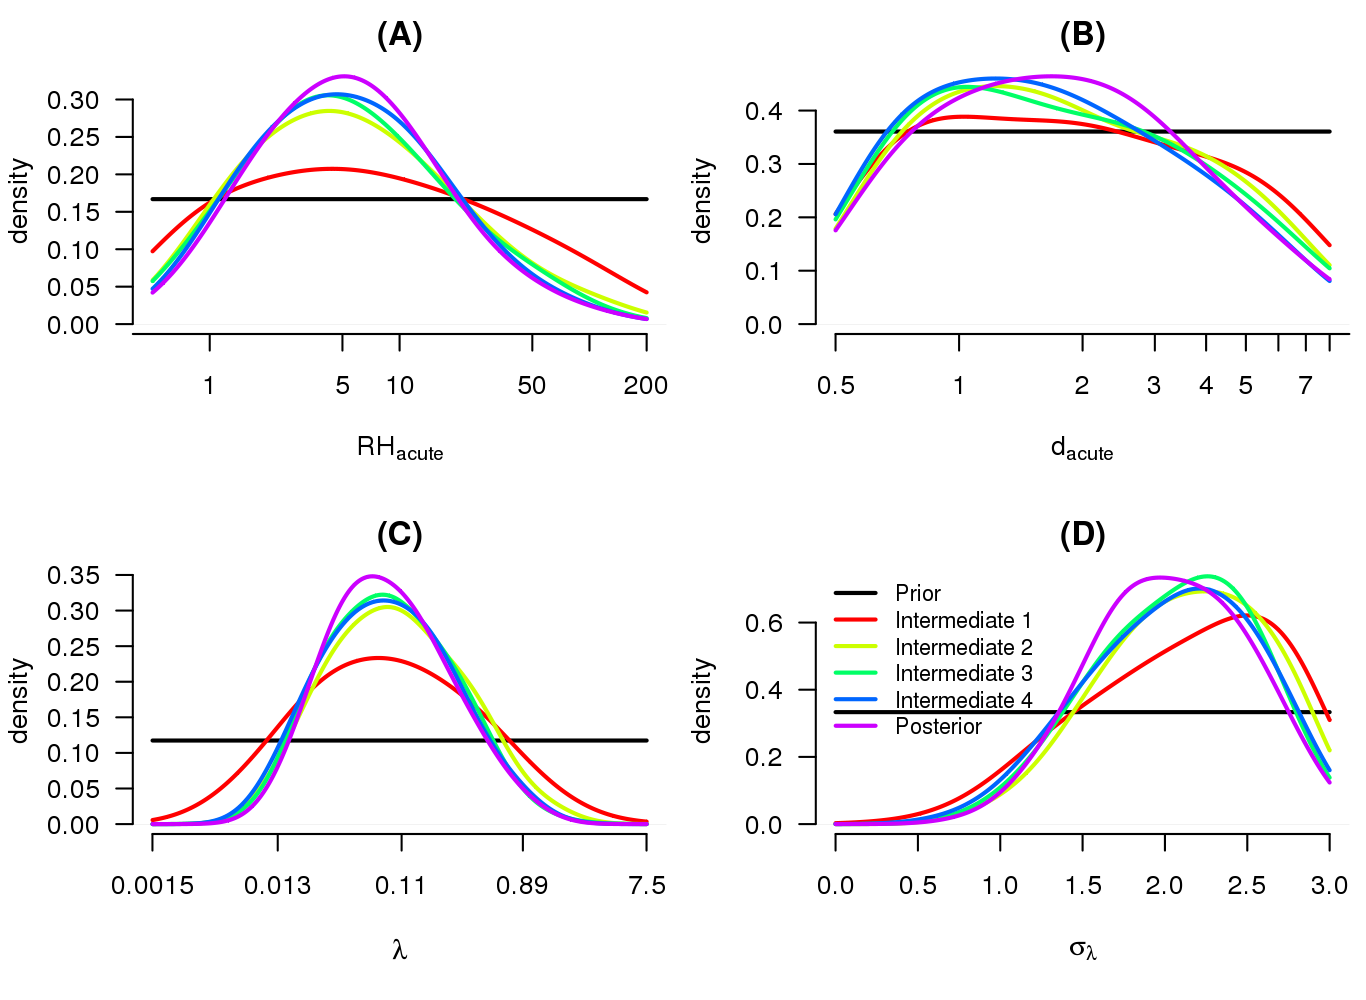 (A)
density
0.30
0.25
0.20
0.15
0.10
0.05
0.00
1 5 10 50 200
RHacute
(B)
density
0.4
0.3
0.2
0.1
0.0
0.5 1 2 3 4 5 7
dacute
(C)
density
0.35
0.30
0.25
0.20
0.15
0.10
0.05
0.00
0.0015 0.013 0.11 0.89 7.5
λ
(D)
density
0.6
0.4
0.2
0.0
Prior
Intermediate 1
Intermediate 2
Intermediate 3
Intermediate 4
Posterior
0.0 0.5 1.0 1.5 2.0 2.5 3.0
σλ